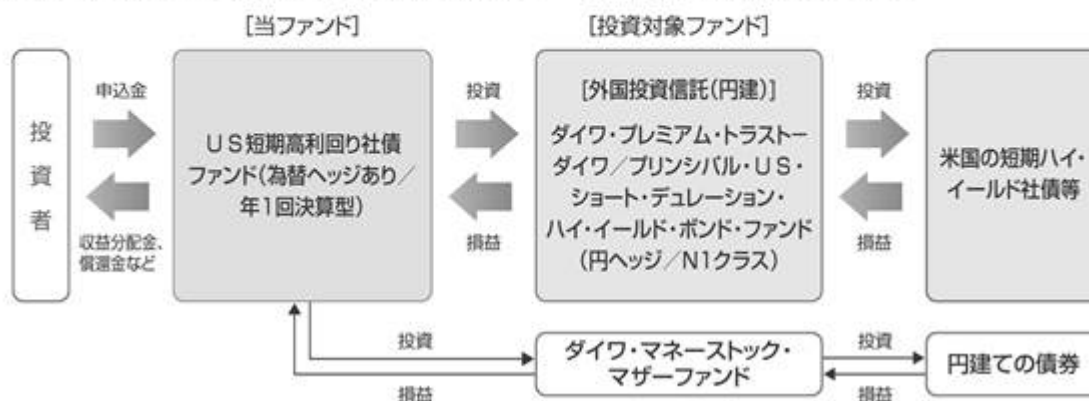 [当ファンド]
[投資対象ファンド]
投資者
申込金
収益分配金、
償還金など
US短期高利回り社債
ファンド(為替ヘッジあり/
年1回決算型)
投資
損益
[外国投資信託(円建)]
ダイワ・プレミアム・トラストー
ダイワ/プリンシパル・US・
ショート・デュレーション・
ハイ・イールド・ボンド・ファンド
(円ヘッジ/N1クラス)
投資
損益
米国の短期ハイ・
イールド社債等
投資
損益
ダイワ・マネーストック・
マザーファンド
投資
損益
円建ての債券